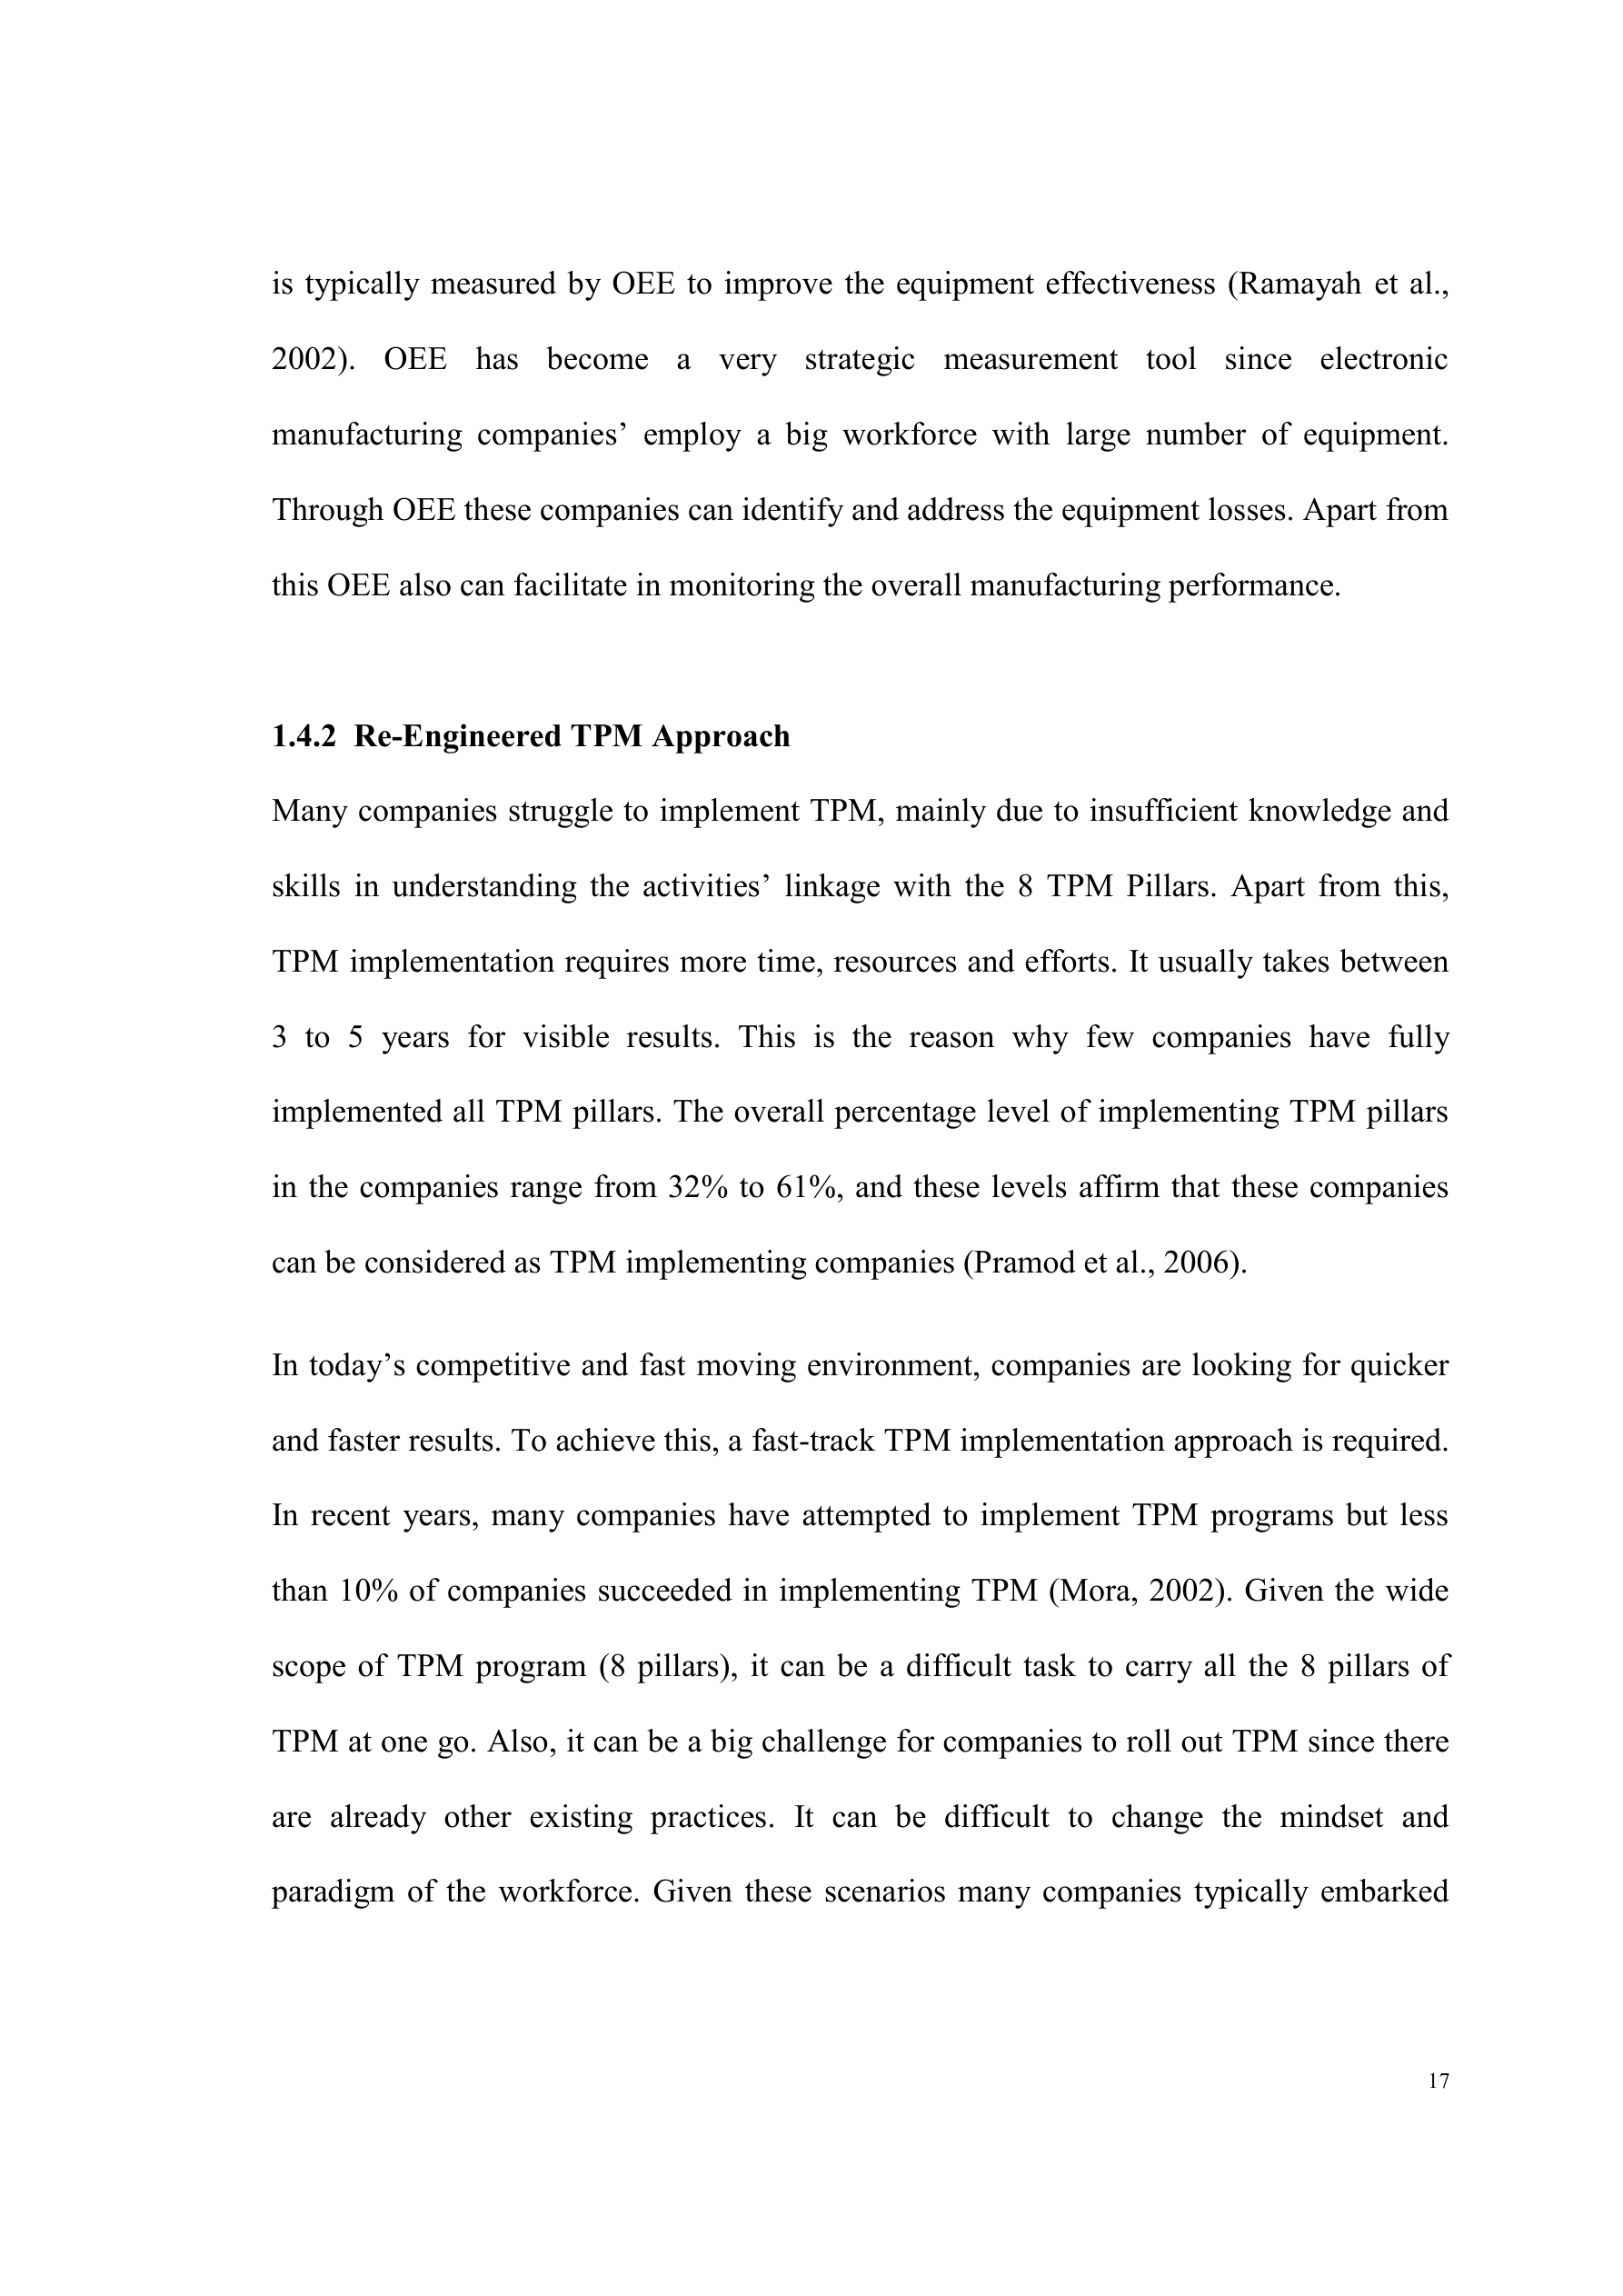 is typically measured by OEE to improve the equipment effectiveness (Ramayah et al.,
2002). OEE has become a very strategic measurement tool since electronic
manufacturing companies’ employ a big workforce with large number of equipment.
Through OEE these companies can identify and address the equipment losses. Apart from
this OEE also can facilitate in monitoring the overall manufacturing performance.
1.4.2 Re-Engineered TPM Approach
Many companies struggle to implement TPM, mainly due to insufficient knowledge and
skills in understanding the activities’ linkage with the 8 TPM Pillars. Apart from this,
TPM implementation requires more time, resources and efforts. It usually takes between
3 to 5 years for visible results. This is the reason why few companies have fully
implemented all TPM pillars. The overall percentage level of implementing TPM pillars
in the companies range from 32% to 61%, and these levels affirm that these companies
can be considered as TPM implementing companies (Pramod et al., 2006).
In today’s competitive and fast moving environment, companies are looking for quicker
and faster results. To achieve this, a fast-track TPM implementation approach is required.
In recent years, many companies have attempted to implement TPM programs but less
than 10% of companies succeeded in implementing TPM (Mora, 2002). Given the wide
scope of TPM program (8 pillars), it can be a difficult task to carry all the 8 pillars of
TPM at one go. Also, it can be a big challenge for companies to roll out TPM since there
are already other existing practices. It can be difficult to change the mindset and
paradigm of the workforce. Given these scenarios many companies typically embarked
17